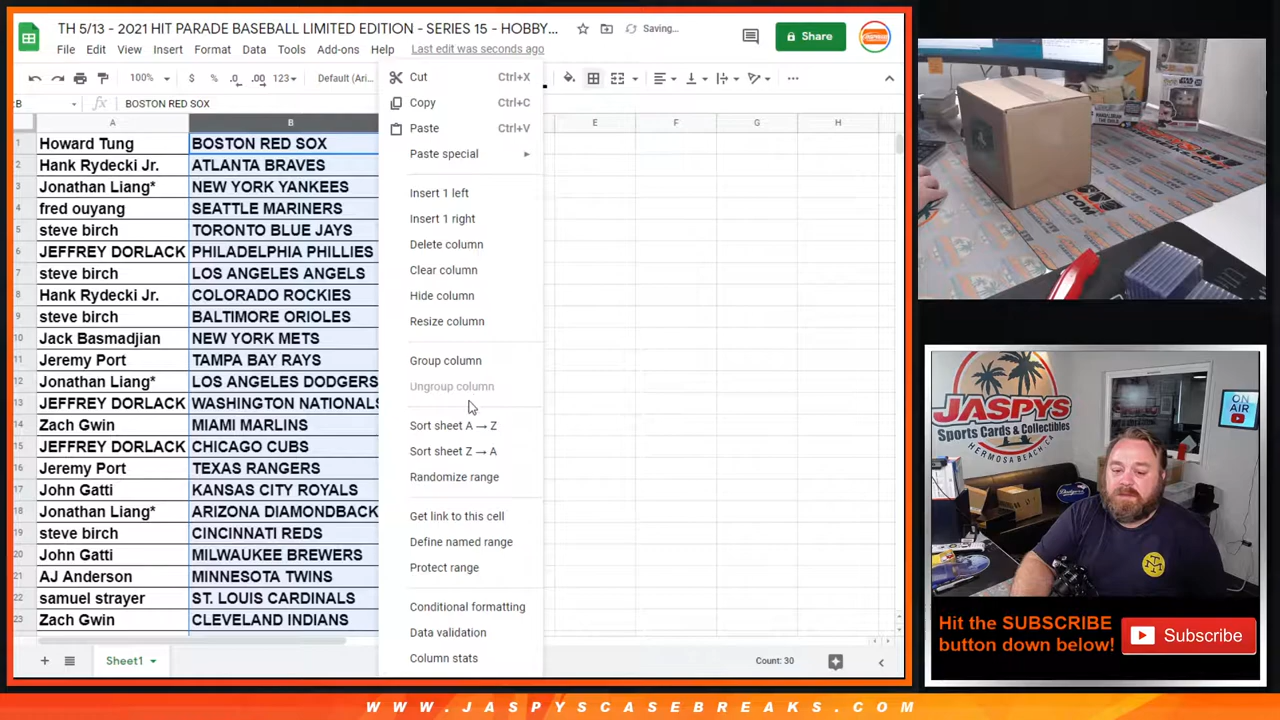 TH 5/13 - 2021 HIT PARADE BASEBALL LIMITED EDITION - SERIES 15 - HOBBY...
Saving...
Share
File Edit View Insert Format Data Tools Add-ons Help Last edit was seconds ago
100% $ % .0 .00 123 Default (Ari...
BOSTON RED SOX
A B E F G H
1 Howard Tung BOSTON RED SOX
2 Hank Rydecki Jr. ATLANTA BRAVES
3 Jonathan Liang* NEW YORK YANKEES
4 fred ouyang SEATTLE MARINERS
5 steve birch TORONTO BLUE JAYS
6 JEFFREY DORLACK PHILADELPHIA PHILLIES
7 steve birch LOS ANGELES ANGELS
8 Hank Rydecki Jr. COLORADO ROCKIES
9 steve birch BALTIMORE ORIOLES
10 Jack Basmadjian NEW YORK METS
11 Jeremy Port TAMPA BAY RAYS
12 Jonathan Liang* LOS ANGELES DODGERS
13 JEFFREY DORLACK WASHINGTON NATIONALS
14 Zach Gwin MIAMI MARLINS
15 JEFFREY DORLACK CHICAGO CUBS
16 Jeremy Port TEXAS RANGERS
17 John Gatti KANSAS CITY ROYALS
18 Jonathan Liang* ARIZONA DIAMONDBACK
19 steve birch CINCINNATI REDS
20 John Gatti MILWAUKEE BREWERS
21 AJ Anderson MINNESOTA TWINS
22 samuel strayer ST. LOUIS CARDINALS
23 Zach Gwin CLEVELAND INDIANS
Cut Ctrl+X
Copy Ctrl+C
Paste Ctrl+V
Paste special
Insert 1 left
Insert 1 right
Delete column
Clear column
Hide column
Resize column
Group column
Ungroup column
Sort sheet A → Z
Sort sheet Z → A
Randomize range
Get link to this cell
Define named range
Protect range
Conditional formatting
Data validation
Column stats
Sheet1
Count: 30
JASPYS
Sports Cards & Collectibles
HERMOSA BEACH, CA
ON AIR
Dodgers
Hit the SUBSCRIBE
button down below!
Subscribe
WWW.JASPYSCASEBREAKS.COM